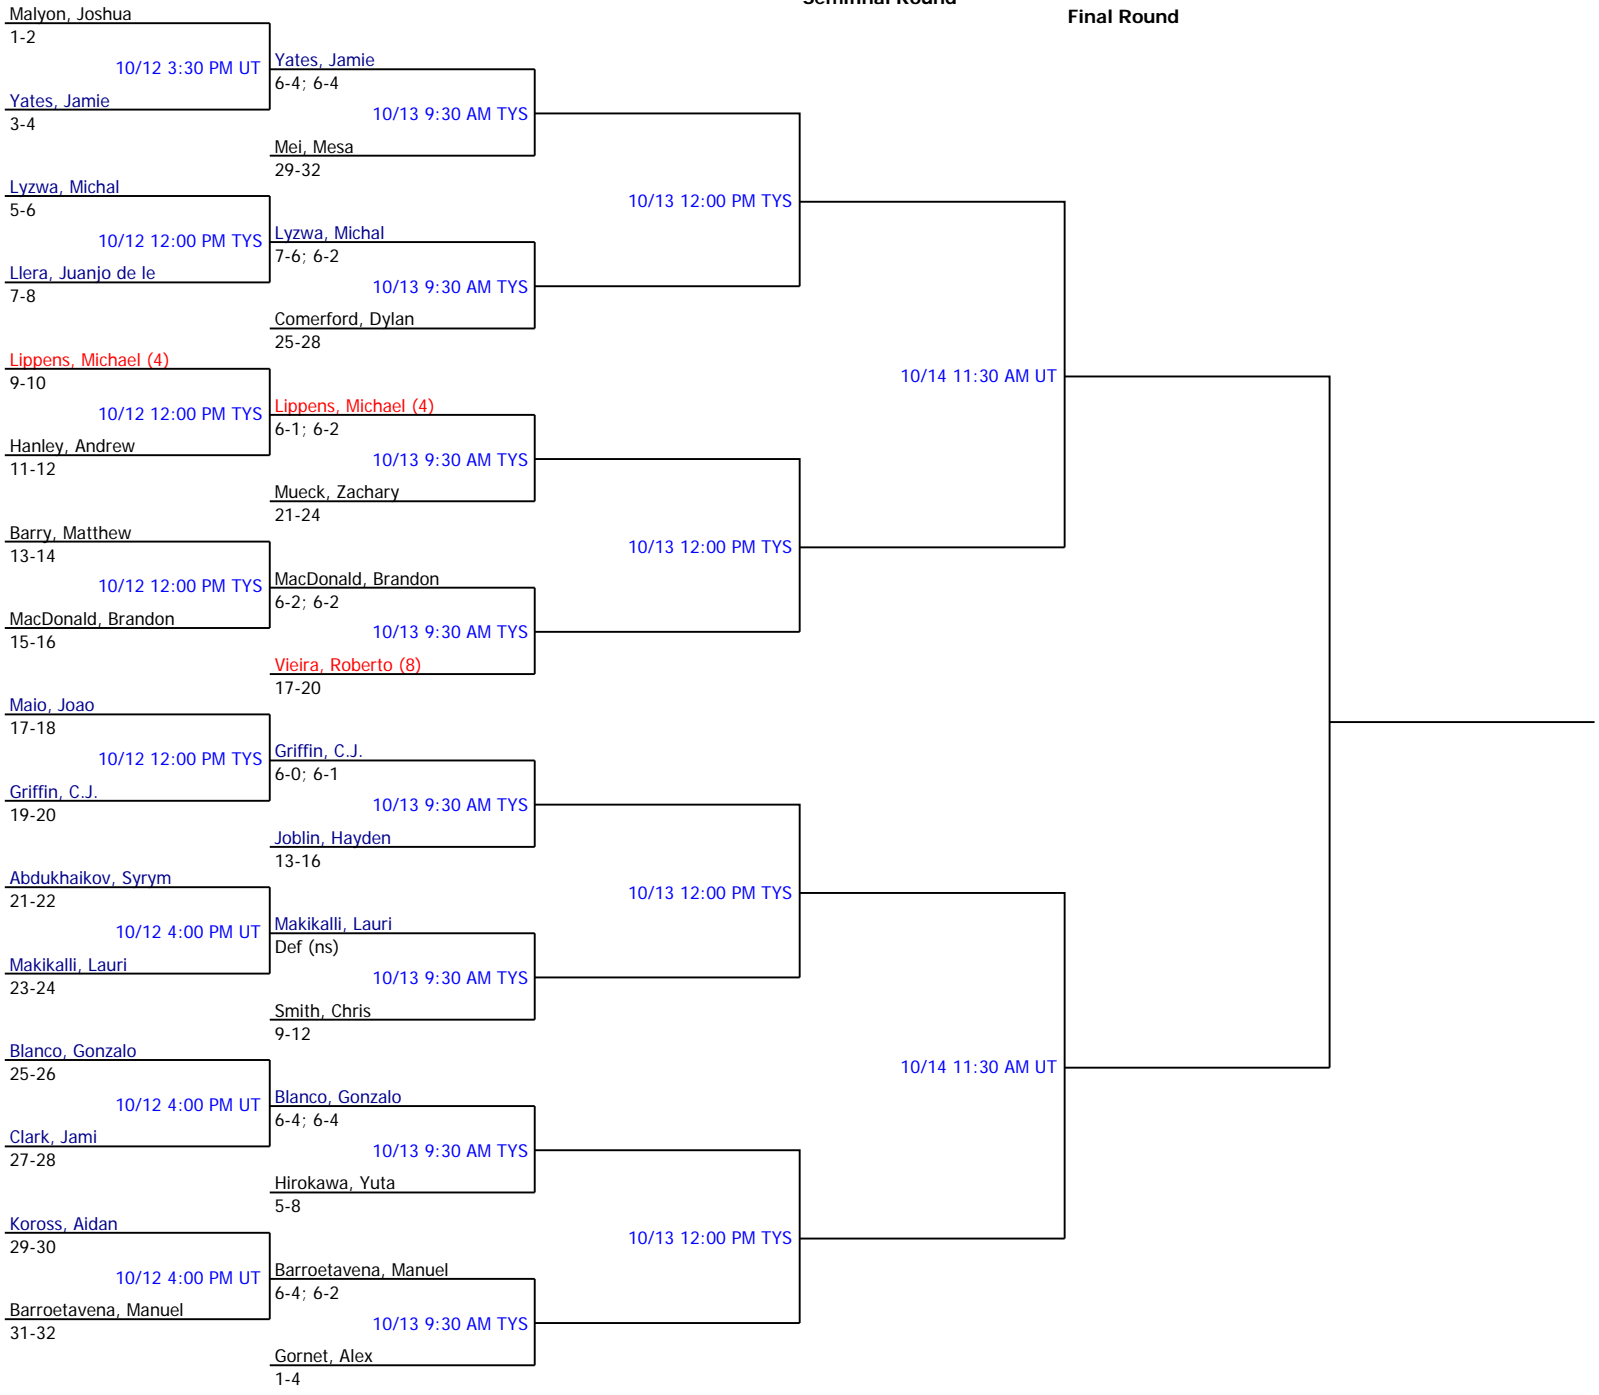 Semifinal Round
Final Round
Malyon, Joshua
1-2
10/12 3:30 PM UT
Yates, Jamie
6-4; 6-4
Yates, Jamie
3-4
10/13 9:30 AM TYS
Mei, Mesa
29-32
Lyzwa, Michal
5-6
10/13 12:00 PM TYS
10/12 12:00 PM TYS
Lyzwa, Michal
7-6; 6-2
Llera, Juanjo de le
7-8
10/13 9:30 AM TYS
Comerford, Dylan
25-28
Lippens, Michael (4)
9-10
10/14 11:30 AM UT
10/12 12:00 PM TYS
Lippens, Michael (4)
6-1; 6-2
Hanley, Andrew
11-12
10/13 9:30 AM TYS
Mueck, Zachary
21-24
Barry, Matthew
13-14
10/13 12:00 PM TYS
10/12 12:00 PM TYS
MacDonald, Brandon
6-2; 6-2
MacDonald, Brandon
15-16
10/13 9:30 AM TYS
Vieira, Roberto (8)
17-20
Maio, Joao
17-18
10/12 12:00 PM TYS
Griffin, C.J.
6-0; 6-1
Griffin, C.J.
19-20
10/13 9:30 AM TYS
Joblin, Hayden
13-16
Abdukhaikov, Syrym
21-22
10/13 12:00 PM TYS
10/12 4:00 PM UT
Makikalli, Lauri
Def (ns)
Makikalli, Lauri
23-24
10/13 9:30 AM TYS
Smith, Chris
9-12
Blanco, Gonzalo
25-26
10/14 11:30 AM UT
10/12 4:00 PM UT
Blanco, Gonzalo
6-4; 6-4
Clark, Jami
27-28
10/13 9:30 AM TYS
Hirokawa, Yuta
5-8
Koross, Aidan
29-30
10/13 12:00 PM TYS
10/12 4:00 PM UT
Barroetavena, Manuel
6-4; 6-2
Barroetavena, Manuel
31-32
10/13 9:30 AM TYS
Gornet, Alex
1-4